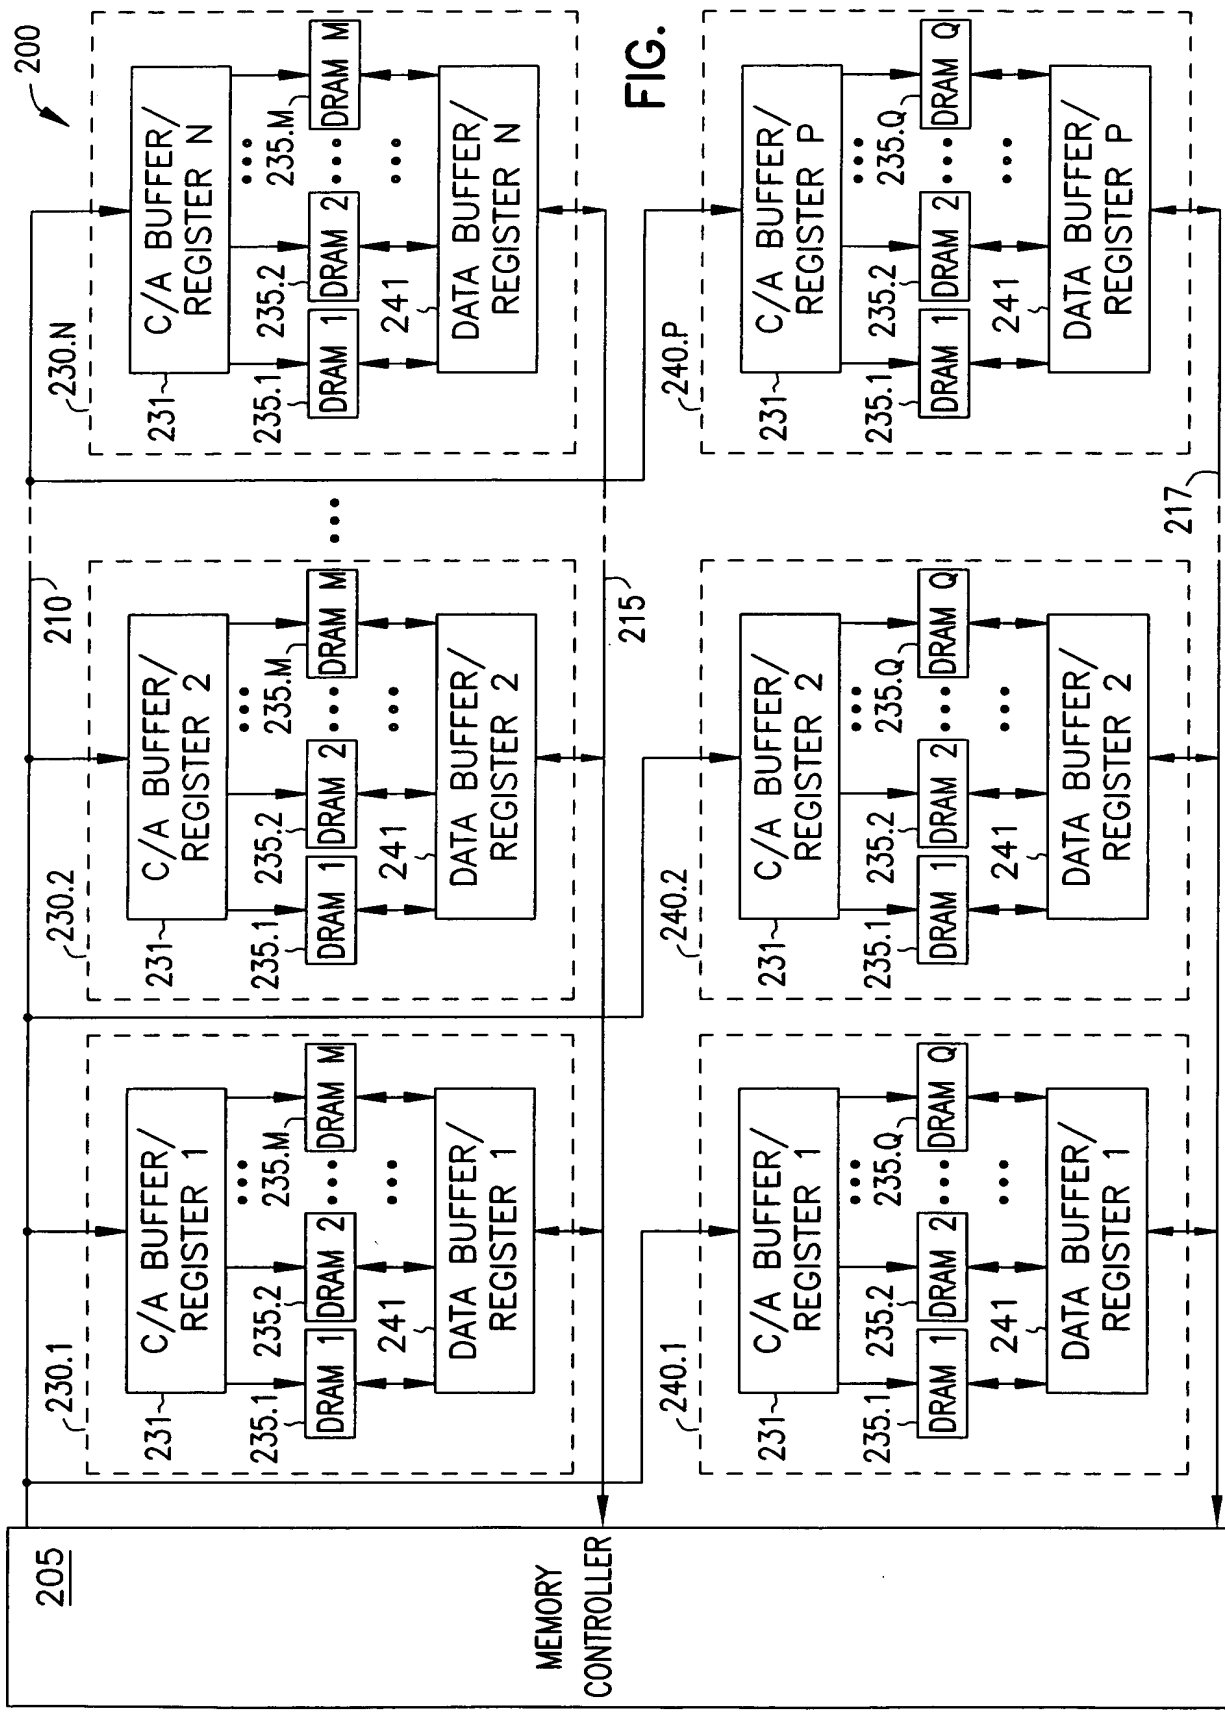 200
FIG.
205
MEMORY
CONTROLLER
210
215
217
230.1
C/A BUFFER/
REGISTER 1
231
235.1
235.2
235.M
DRAM 1
DRAM 2
DRAM M
241
DATA BUFFER/
REGISTER 1
230.2
C/A BUFFER/
REGISTER 2
231
235.1
235.2
235.M
DRAM 1
DRAM 2
DRAM M
241
DATA BUFFER/
REGISTER 2
230.N
C/A BUFFER/
REGISTER N
231
235.1
235.2
235.M
DRAM 1
DRAM 2
DRAM M
241
DATA BUFFER/
REGISTER N
240.1
C/A BUFFER/
REGISTER 1
231
235.1
235.2
235.Q
DRAM 1
DRAM 2
DRAM Q
241
DATA BUFFER/
REGISTER 1
240.2
C/A BUFFER/
REGISTER 2
231
235.1
235.2
235.Q
DRAM 1
DRAM 2
DRAM Q
241
DATA BUFFER/
REGISTER 2
240.P
C/A BUFFER/
REGISTER P
231
235.1
235.2
235.Q
DRAM 1
DRAM 2
DRAM Q
241
DATA BUFFER/
REGISTER P